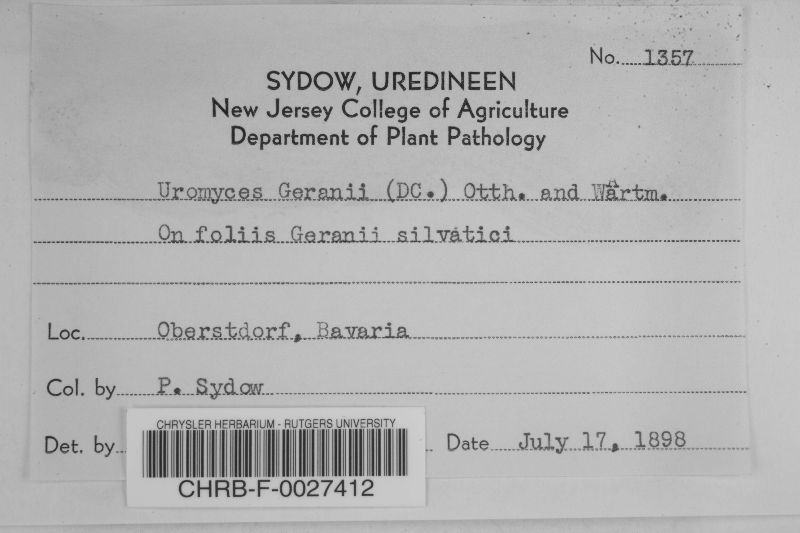 No. 1357
SYDOW, UREDINEEN
New Jersey College of Agriculture
Department of Plant Pathology
Uromyces Geranii (DC.) Otth. and Wärtm.
On foliis Geranii silvatici
Loc. Oberstdorf, Bavaria
Col. by P. Sydow
Det. by
Date July 17, 1898
CHRYSLER HERBARIUM - RUTGERS UNIVERSITY
CHRB-F-0027412